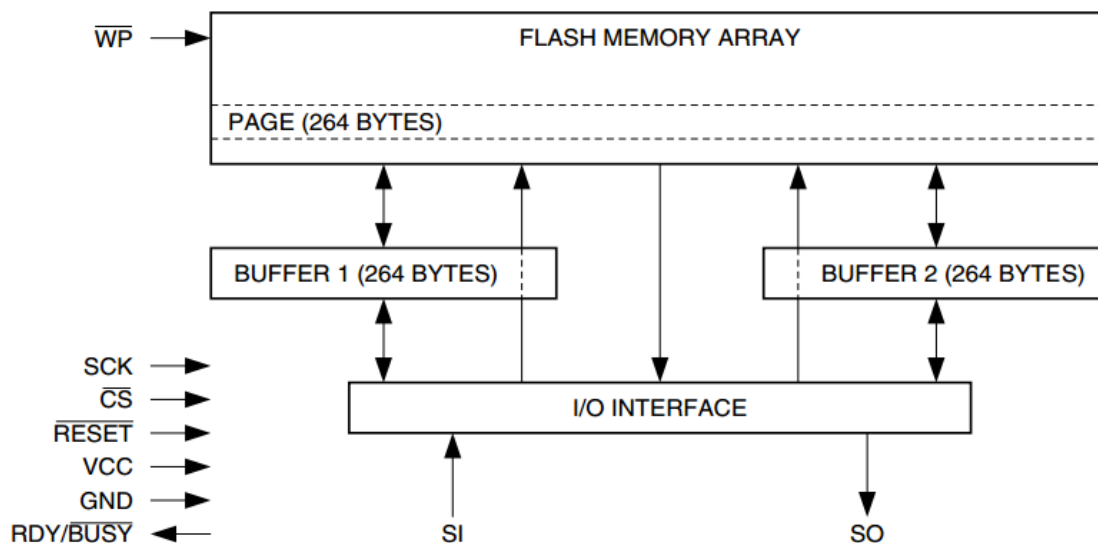 WP
FLASH MEMORY ARRAY
PAGE (264 BYTES)
BUFFER 1 (264 BYTES)
BUFFER 2 (264 BYTES)
SCK
CS
I/O INTERFACE
RESET
VCC
GND
RDY/BUSY
SI
SO